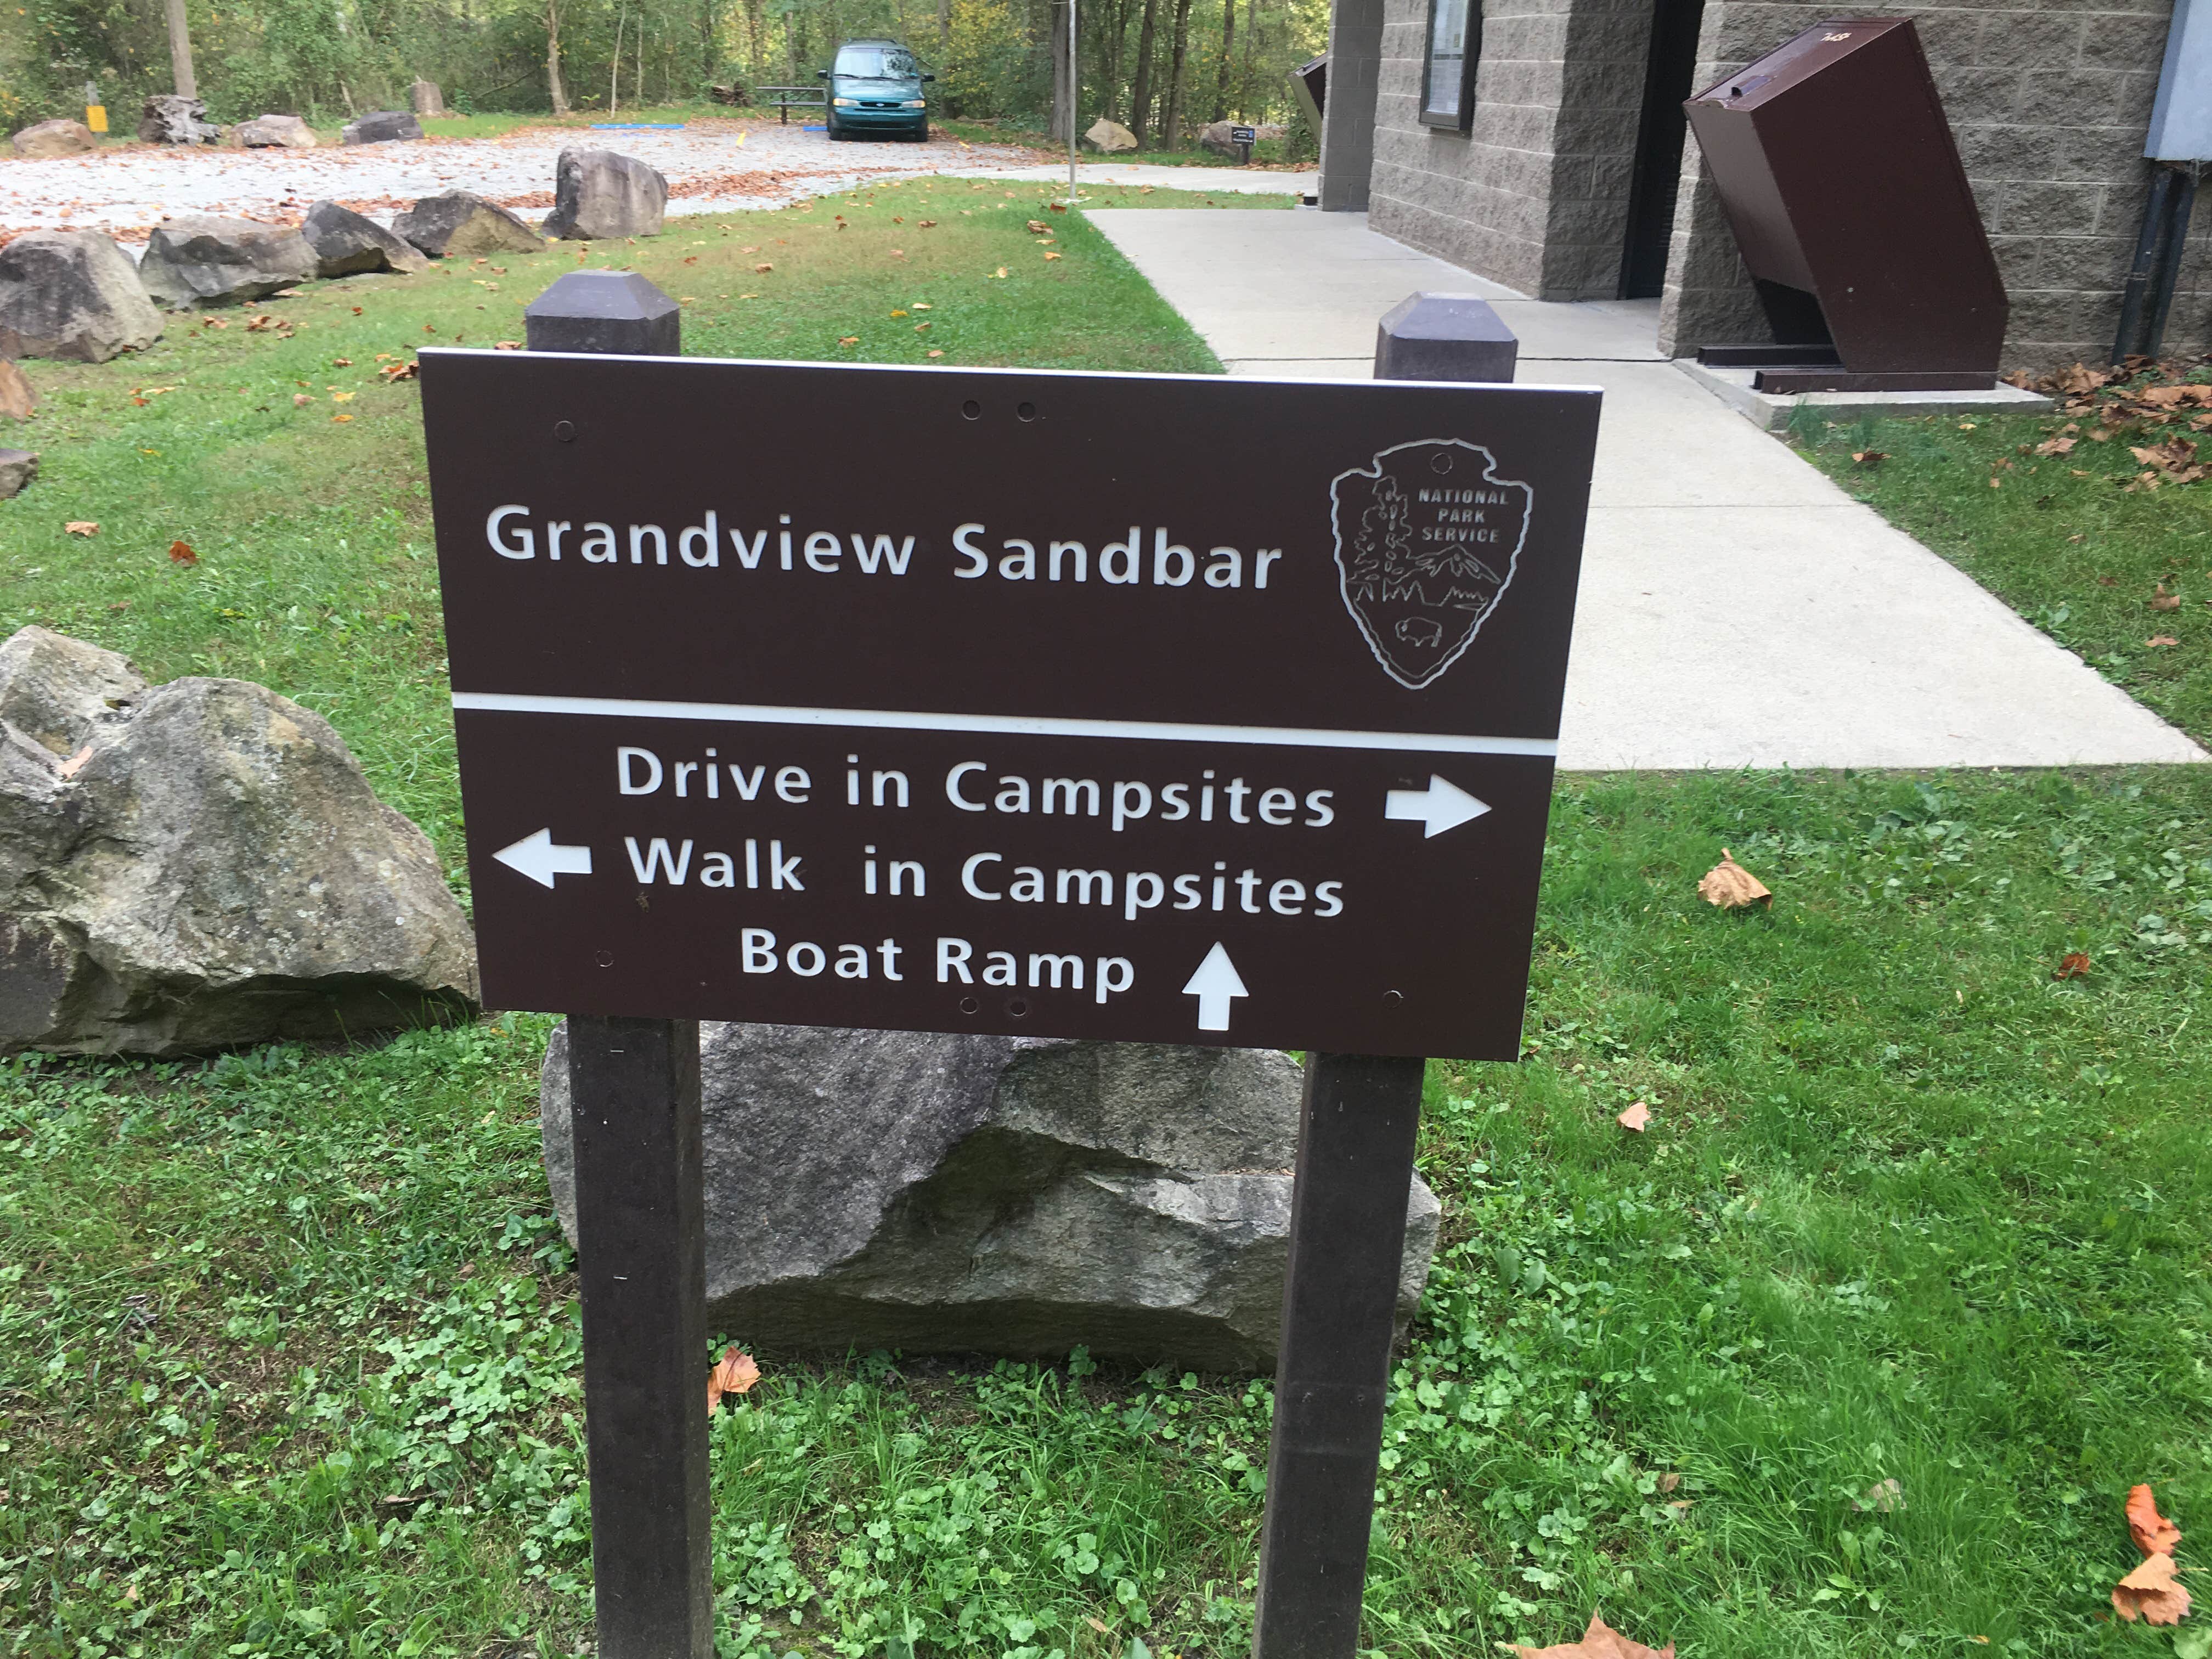 Grandview Sandbar
NATIONAL
PARK
SERVICE
Drive in Campsites
Walk in Campsites
Boat Ramp